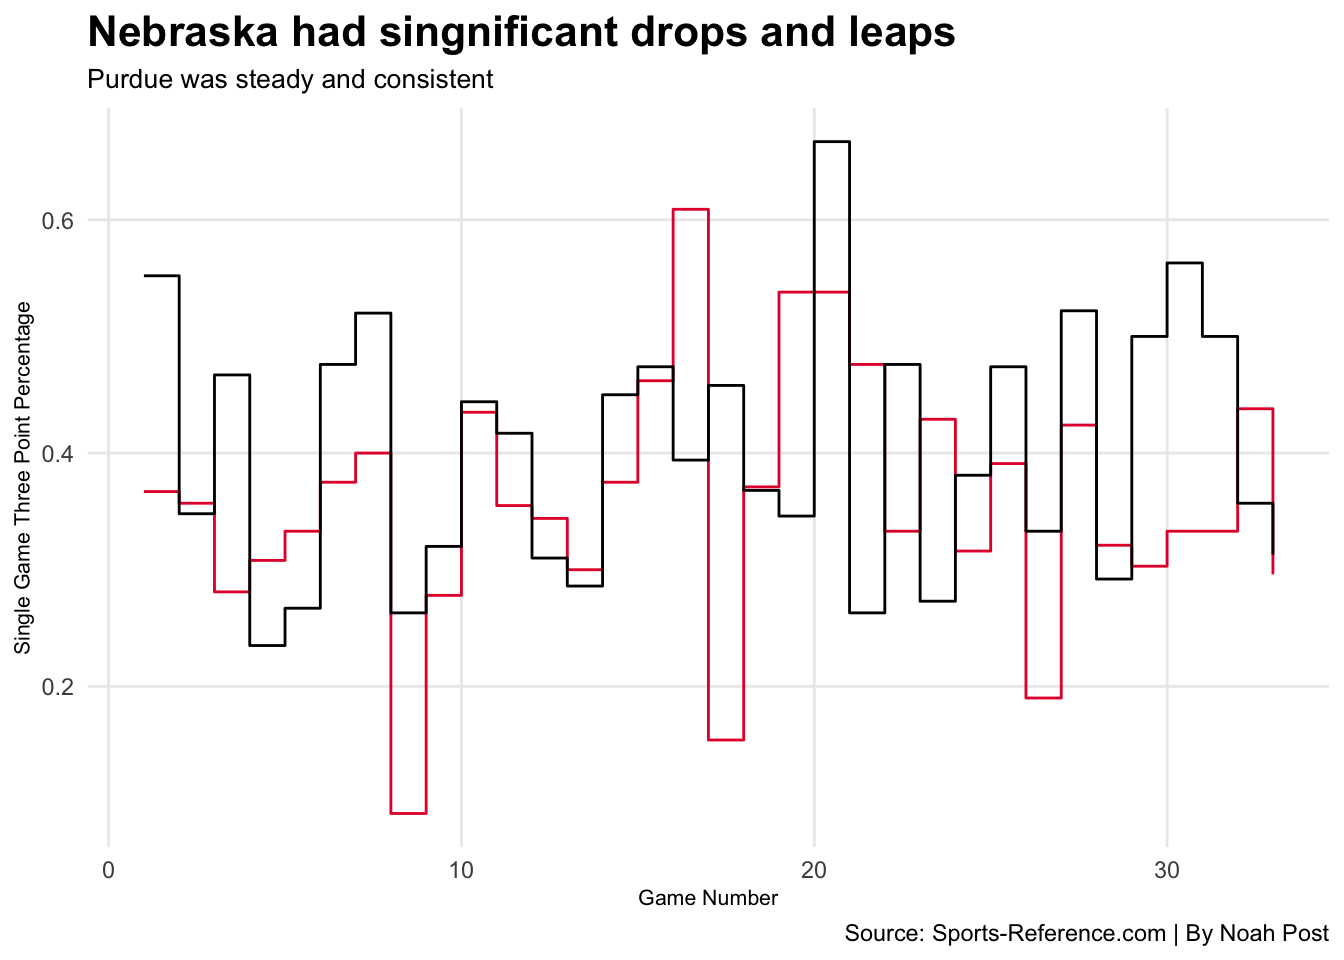 Nebraska had singnificant drops and leaps
Purdue was steady and consistent
Single Game Three Point Percentage
0.6
0.4
0.2
0
10
20
30
Game Number
Source: Sports-Reference.com | By Noah Post